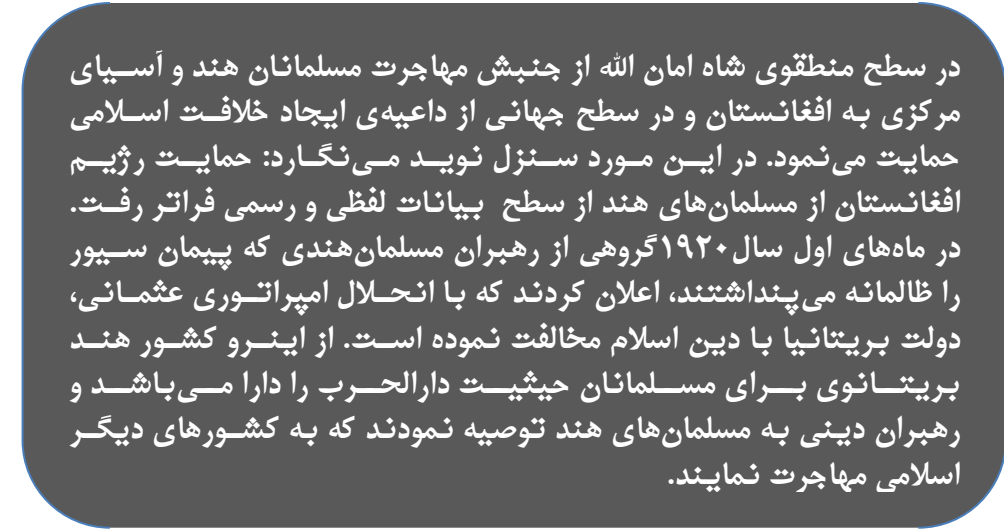 در سطح منطقوی شاه امان الله از جنبش مهاجرت مسلمانان هند و آسیای
مرکزی به افغانستان و در سطح جهانی از داعیه‌ی ایجاد خلافت اسلامی
حمایت می‌نمود. در این مورد سنزل نوید می‌نگارد: حمایت رژیم
افغانستان از مسلمان‌های هند از سطح بیانات لفظی و رسمی فراتر رفت.
در ماه‌های اول سال۱۹۲۰گروهی از رهبران مسلمان‌هندی که پیمان سیور
را ظالمانه می‌پنداشتند، اعلان کردند که با انحلال امپراتوری عثمانی،
دولت بریتانیا با دین اسلام مخالفت نموده است. از اینرو کشور هند
بریتانوی برای مسلمانان حیثیت دارالحرب را دارا می‌باشد و
رهبران دینی به مسلمان‌های هند توصیه نمودند که به کشورهای دیگر
اسلامی مهاجرت نمایند.